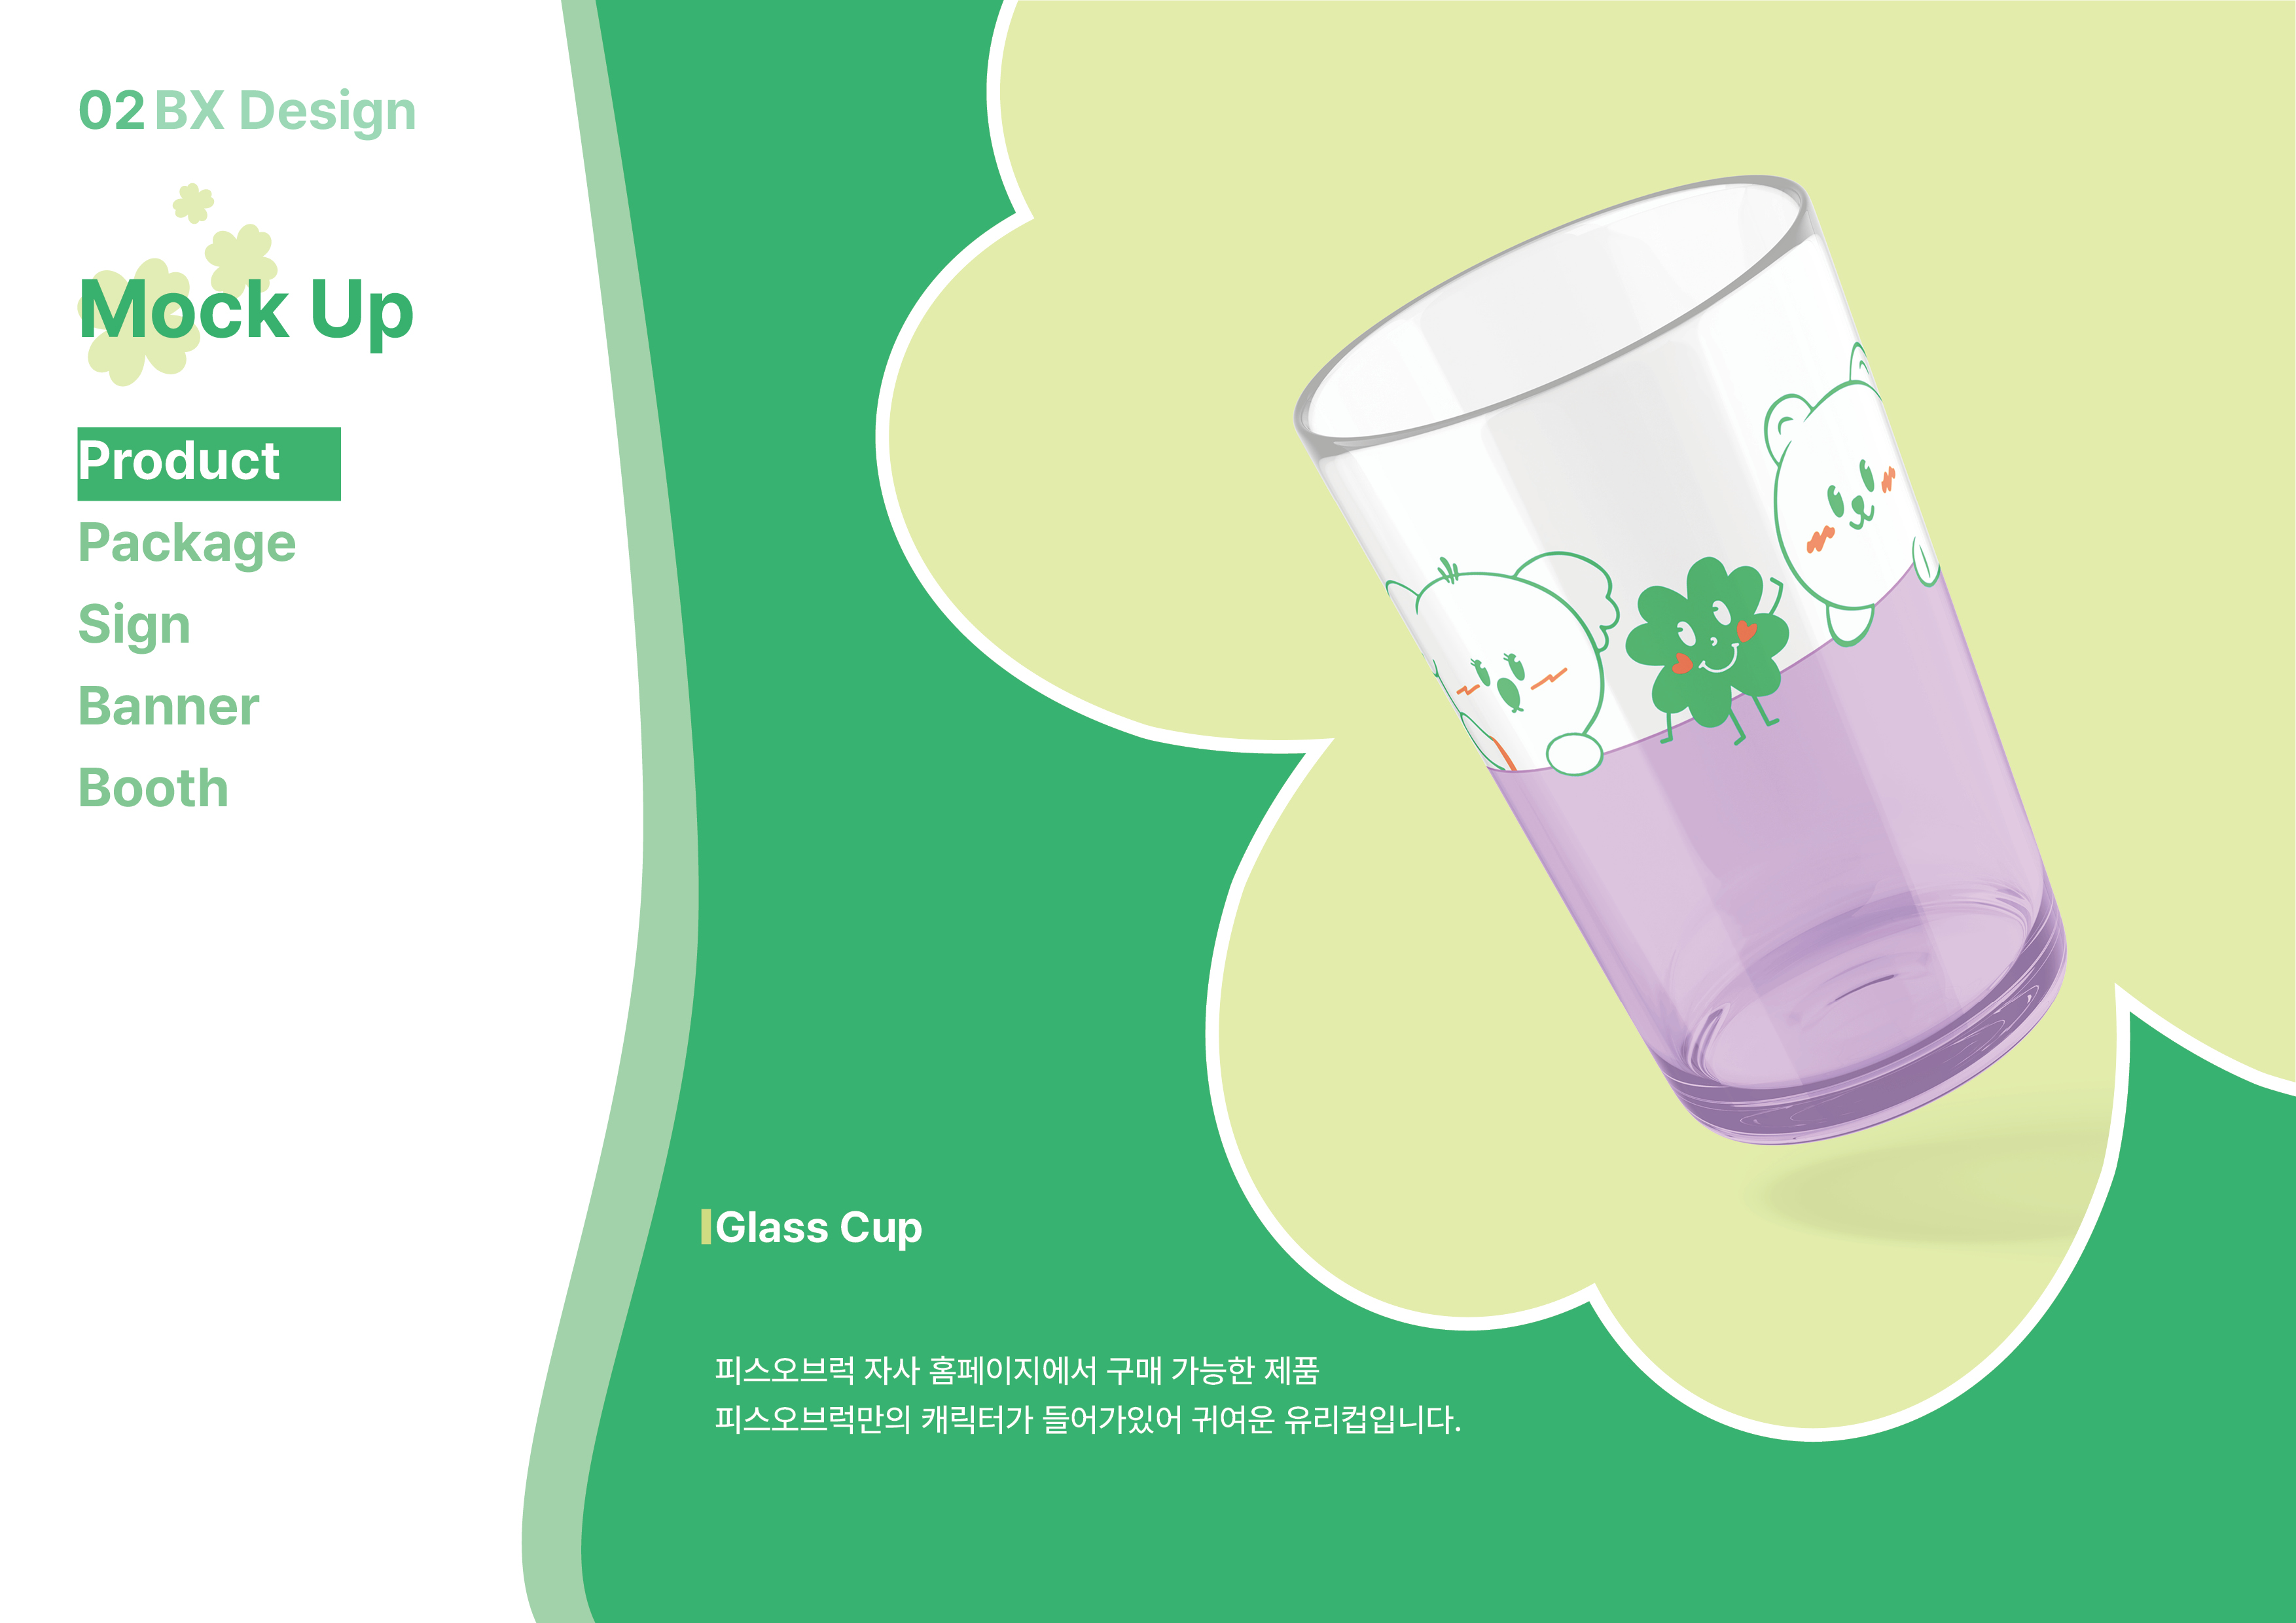 02 BX Design
Mock Up
Product
Package
Sign
Banner
Booth
Glass Cup
피스오브럭 자사 홈페이지에서 구매 가능한 제품
피스오브럭만의 캐릭터가 들어가있어 귀여운 유리컵입니다.